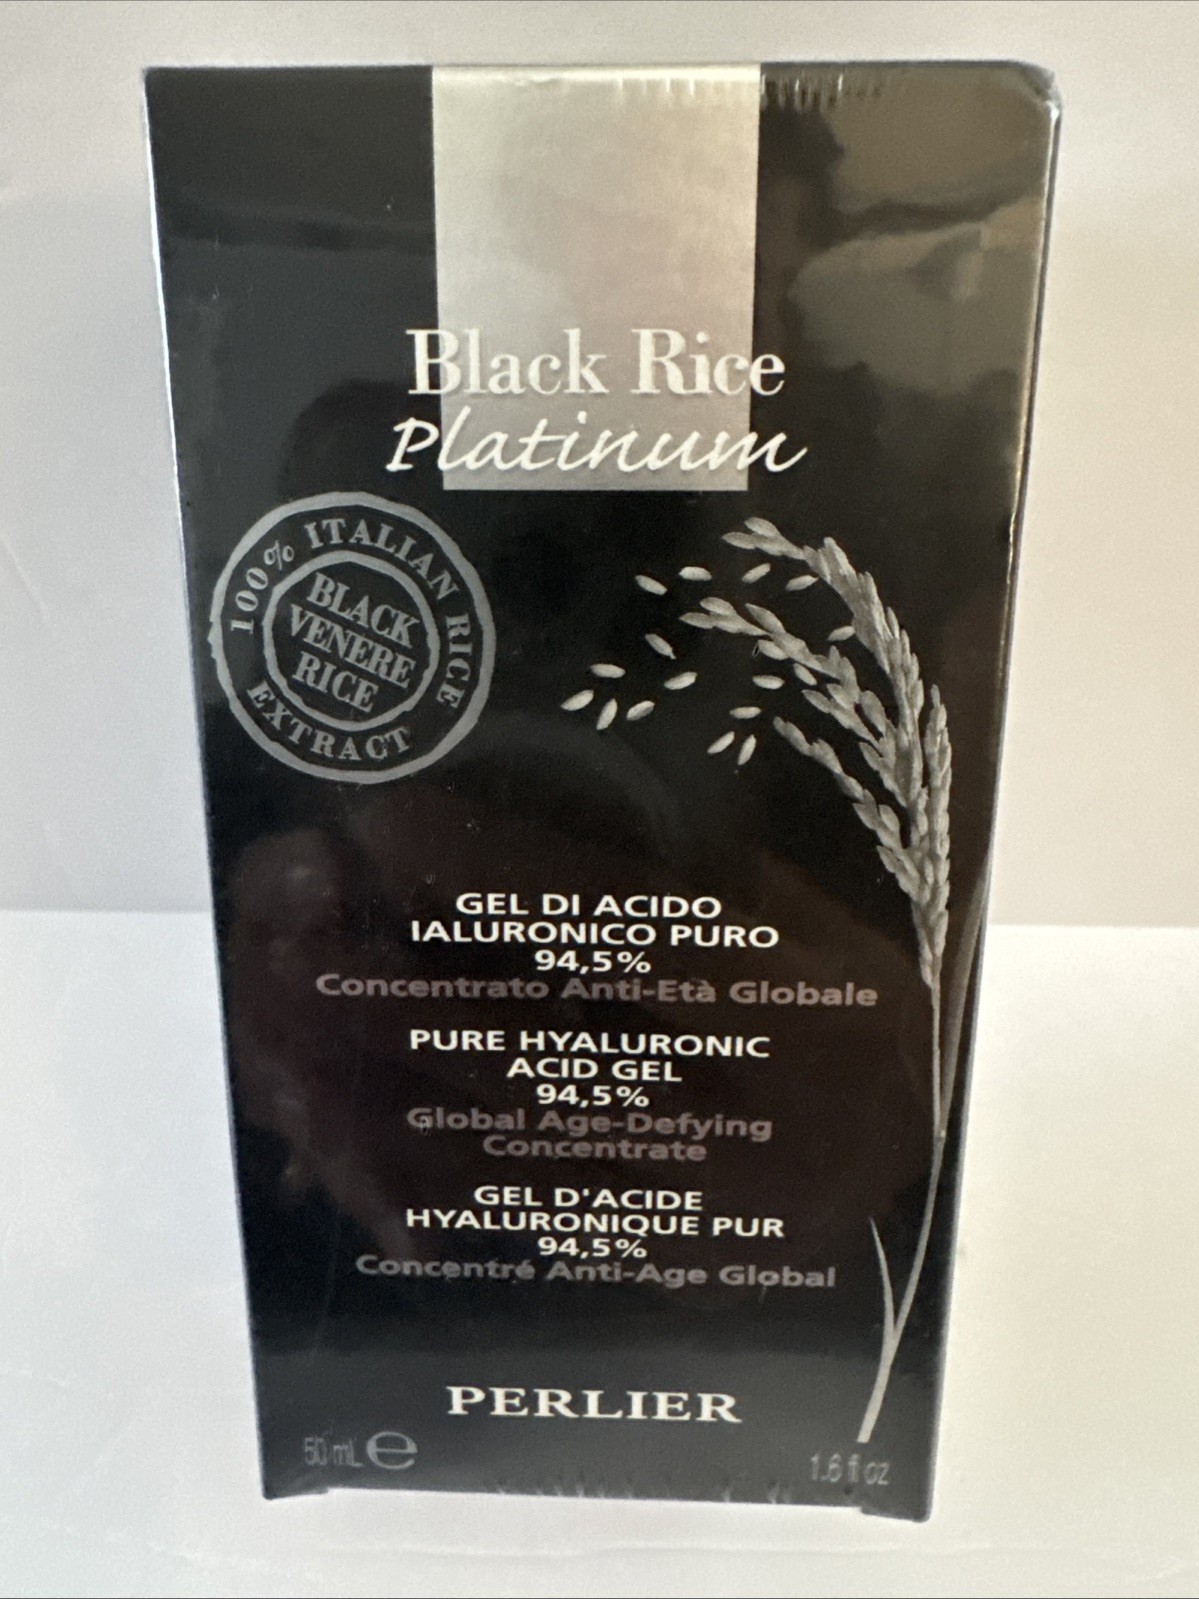 Black Rice
Platinum
100% ITALIAN RICE
EXTRACT
BLACK
VENERE
RICE
GEL DI ACIDO
IALURONICO PURO
94,5%
Concentrato Anti-Età Globale
PURE HYALURONIC
ACID GEL
94,5%
Global Age-Defying
Concentrate
GEL D'ACIDE
HYALURONIQUE PUR
94,5%
Concentré Anti-Age Global
PERLIER
50 mL e
1.6 fl oz